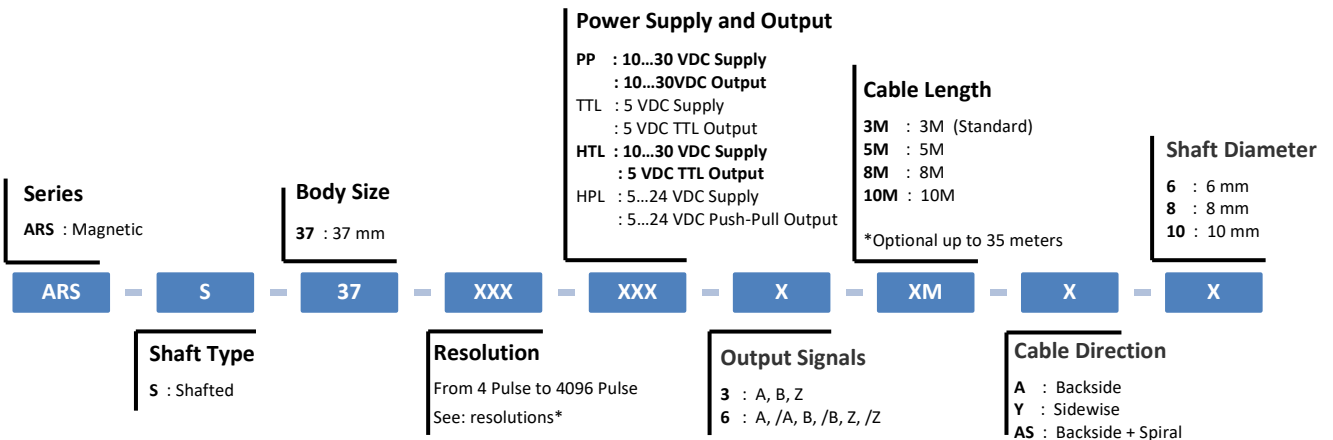 Power Supply and Output
PP : 10...30 VDC Supply
: 10...30VDC Output
TTL : 5 VDC Supply
: 5 VDC TTL Output
HTL : 10...30 VDC Supply
: 5 VDC TTL Output
HPL : 5...24 VDC Supply
: 5...24 VDC Push-Pull Output
Cable Length
3M : 3M (Standard)
5M : 5M
8M : 8M
10M : 10M
*Optional up to 35 meters
Shaft Diameter
6 : 6 mm
8 : 8 mm
10 : 10 mm
Series
ARS : Magnetic
Body Size
37 : 37 mm
ARS – S – 37 – XXX – XXX – X – XM – X – X
Shaft Type
S : Shafted
Resolution
From 4 Pulse to 4096 Pulse
See: resolutions*
Output Signals
3 : A, B, Z
6 : A, /A, B, /B, Z, /Z
Cable Direction
A : Backside
Y : Sidewise
AS : Backside + Spiral